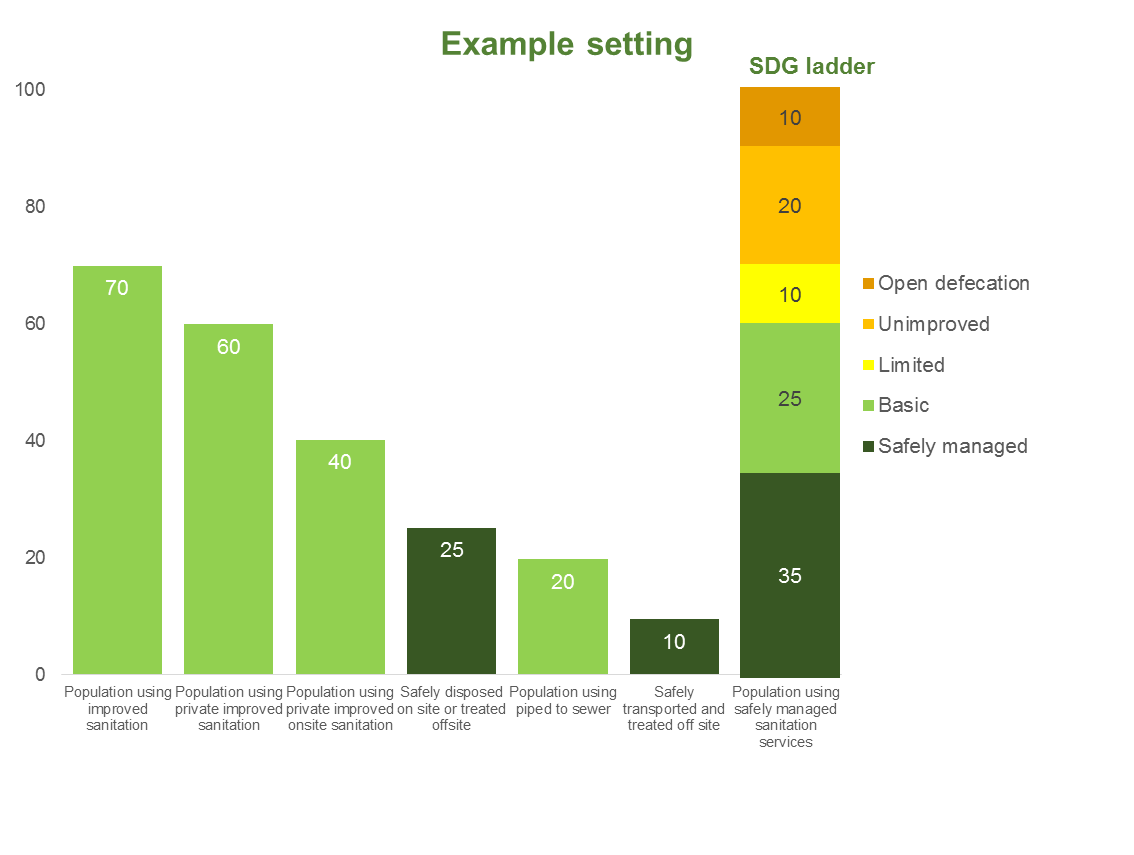 Example setting
SDG ladder
100
80
60
40
20
0
70
60
40
25
20
10
10
20
10
25
35
Open defecation
Unimproved
Limited
Basic
Safely managed
Population using
improved
sanitation
Population using
private improved
sanitation
Population using
private improved
onsite sanitation
Safely disposed
on site or treated
offsite
Population using
piped to sewer
Safely
transported and
treated off site
Population using
safely managed
sanitation
services